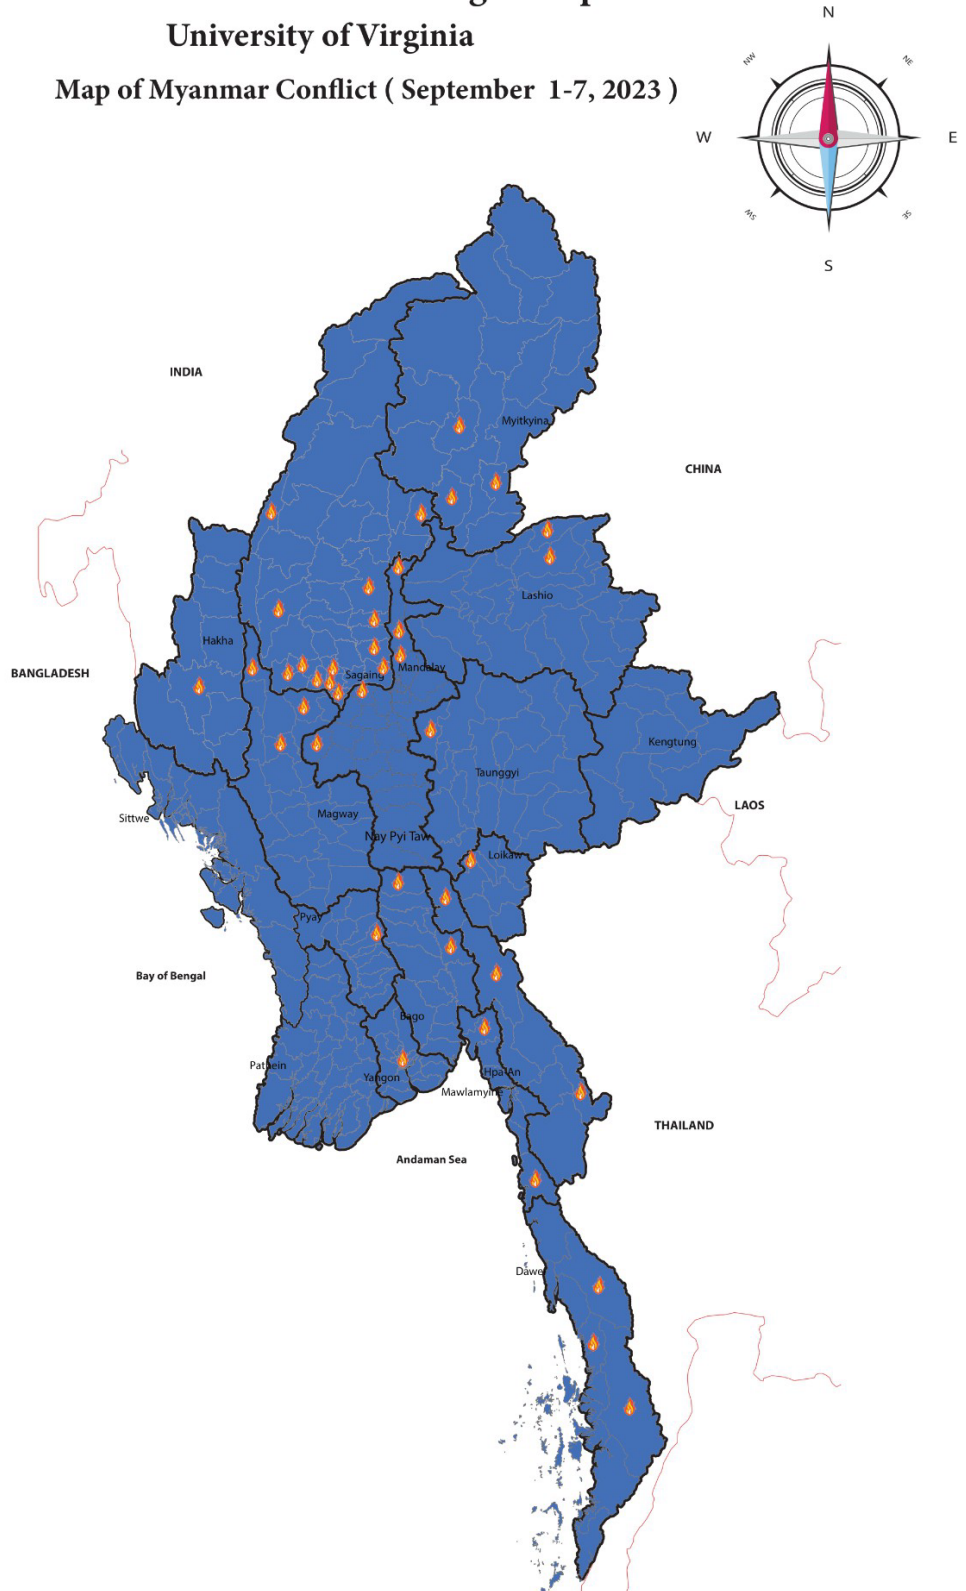 University of Virginia
Map of Myanmar Conflict ( September 1-7, 2023 )
N
NW
NE
W
E
SW
SE
S
INDIA
Myitkyina
CHINA
Lashio
Hakha
BANGLADESH
Sagaing
Mandalay
Kengtung
Taunggyi
LAOS
Sittwe
Magway
Nay Pyi Taw
Loikaw
Pyay
Bay of Bengal
Bago
Pathein
Yangon
Hpa-An
Mawlamyine
THAILAND
Andaman Sea
Dawei